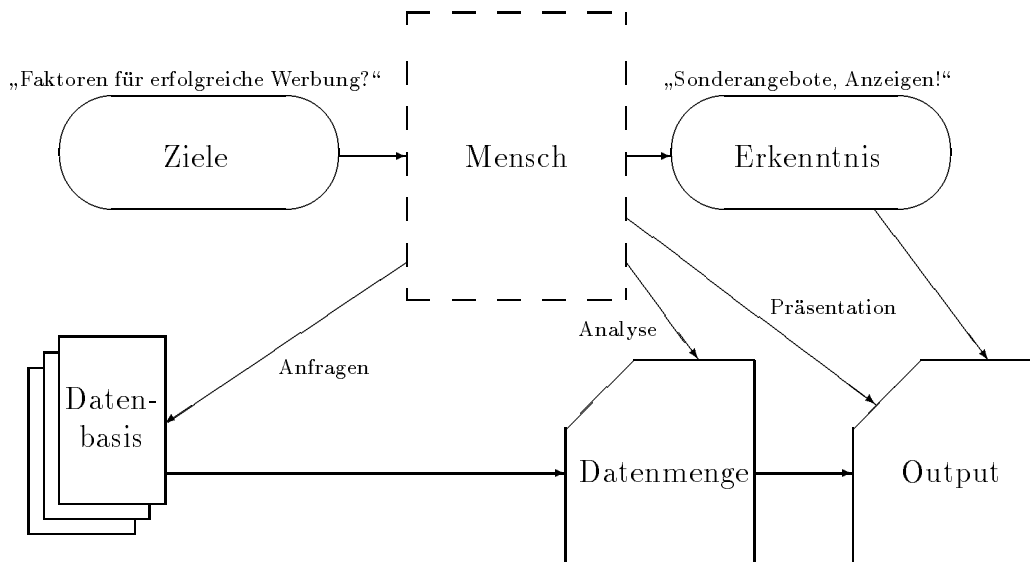 „Faktoren für erfolgreiche Werbung?“
„Sonderangebote, Anzeigen!“
Ziele
Mensch
Erkenntnis
Präsentation
Analyse
Anfragen
Daten-
basis
Datenmenge
Output